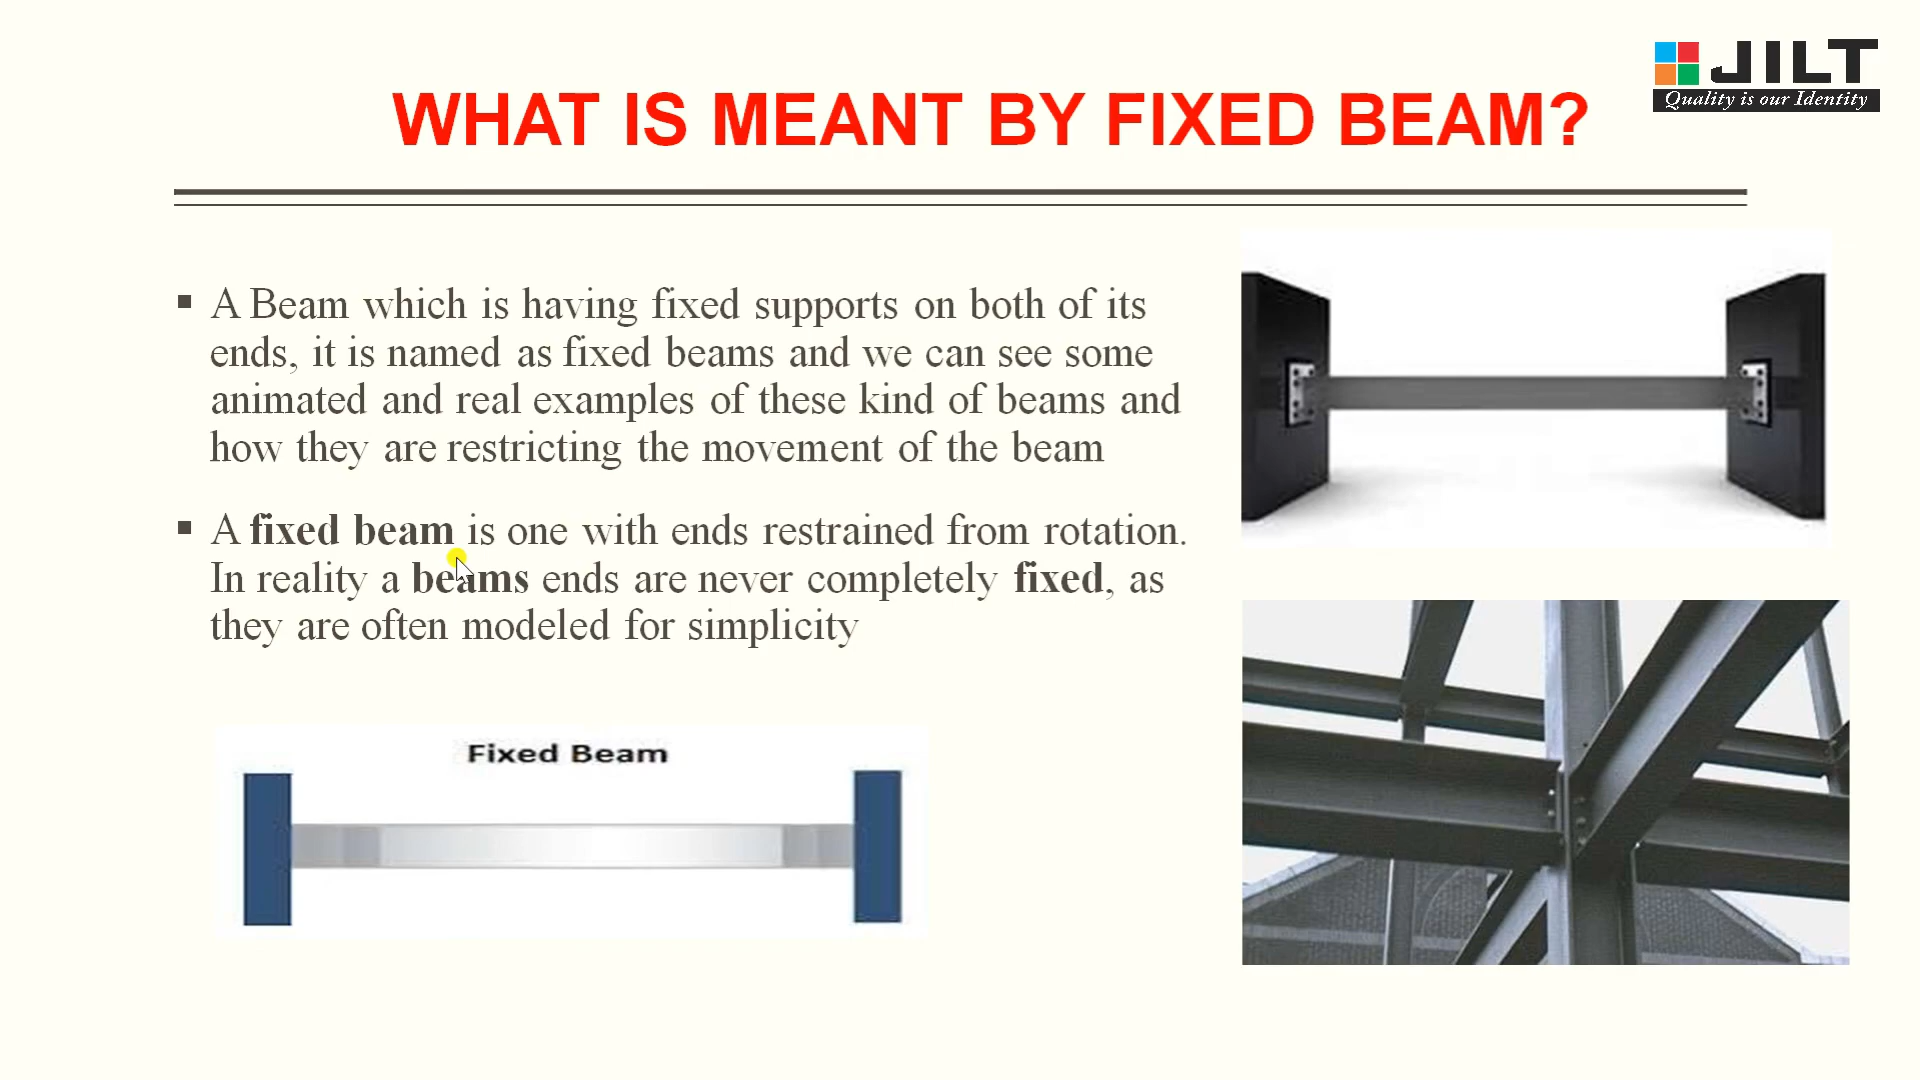 JILT
Quality is our Identity
WHAT IS MEANT BY FIXED BEAM?
A Beam which is having fixed supports on both of its
ends, it is named as fixed beams and we can see some
animated and real examples of these kind of beams and
how they are restricting the movement of the beam
A fixed beam is one with ends restrained from rotation.
In reality a beams ends are never completely fixed, as
they are often modeled for simplicity
Fixed Beam